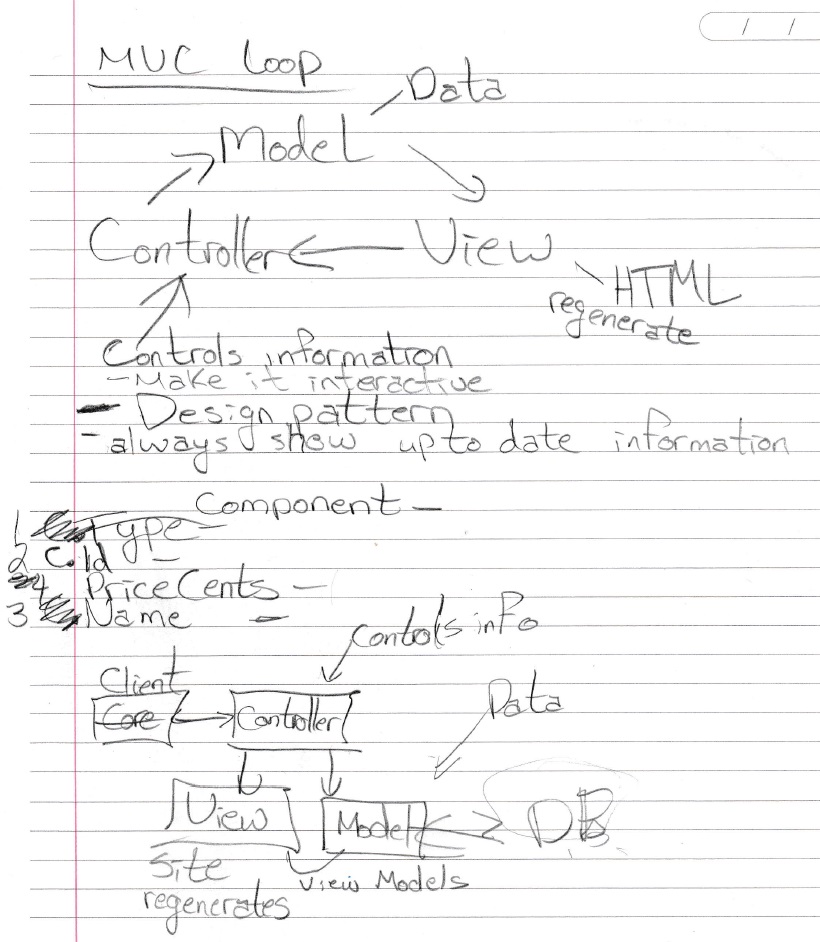 MVC Loop
Data
Model
Controller View
HTML
regenerate
Controls information
- Make it interactive
- Design pattern
- always show up to date information
Component -
1 Type -
2 C.Id -
4 PriceCents -
3 Name -
Controls info
Client
Data
Core Controller
View Model DB
Site
regenerates
View Models